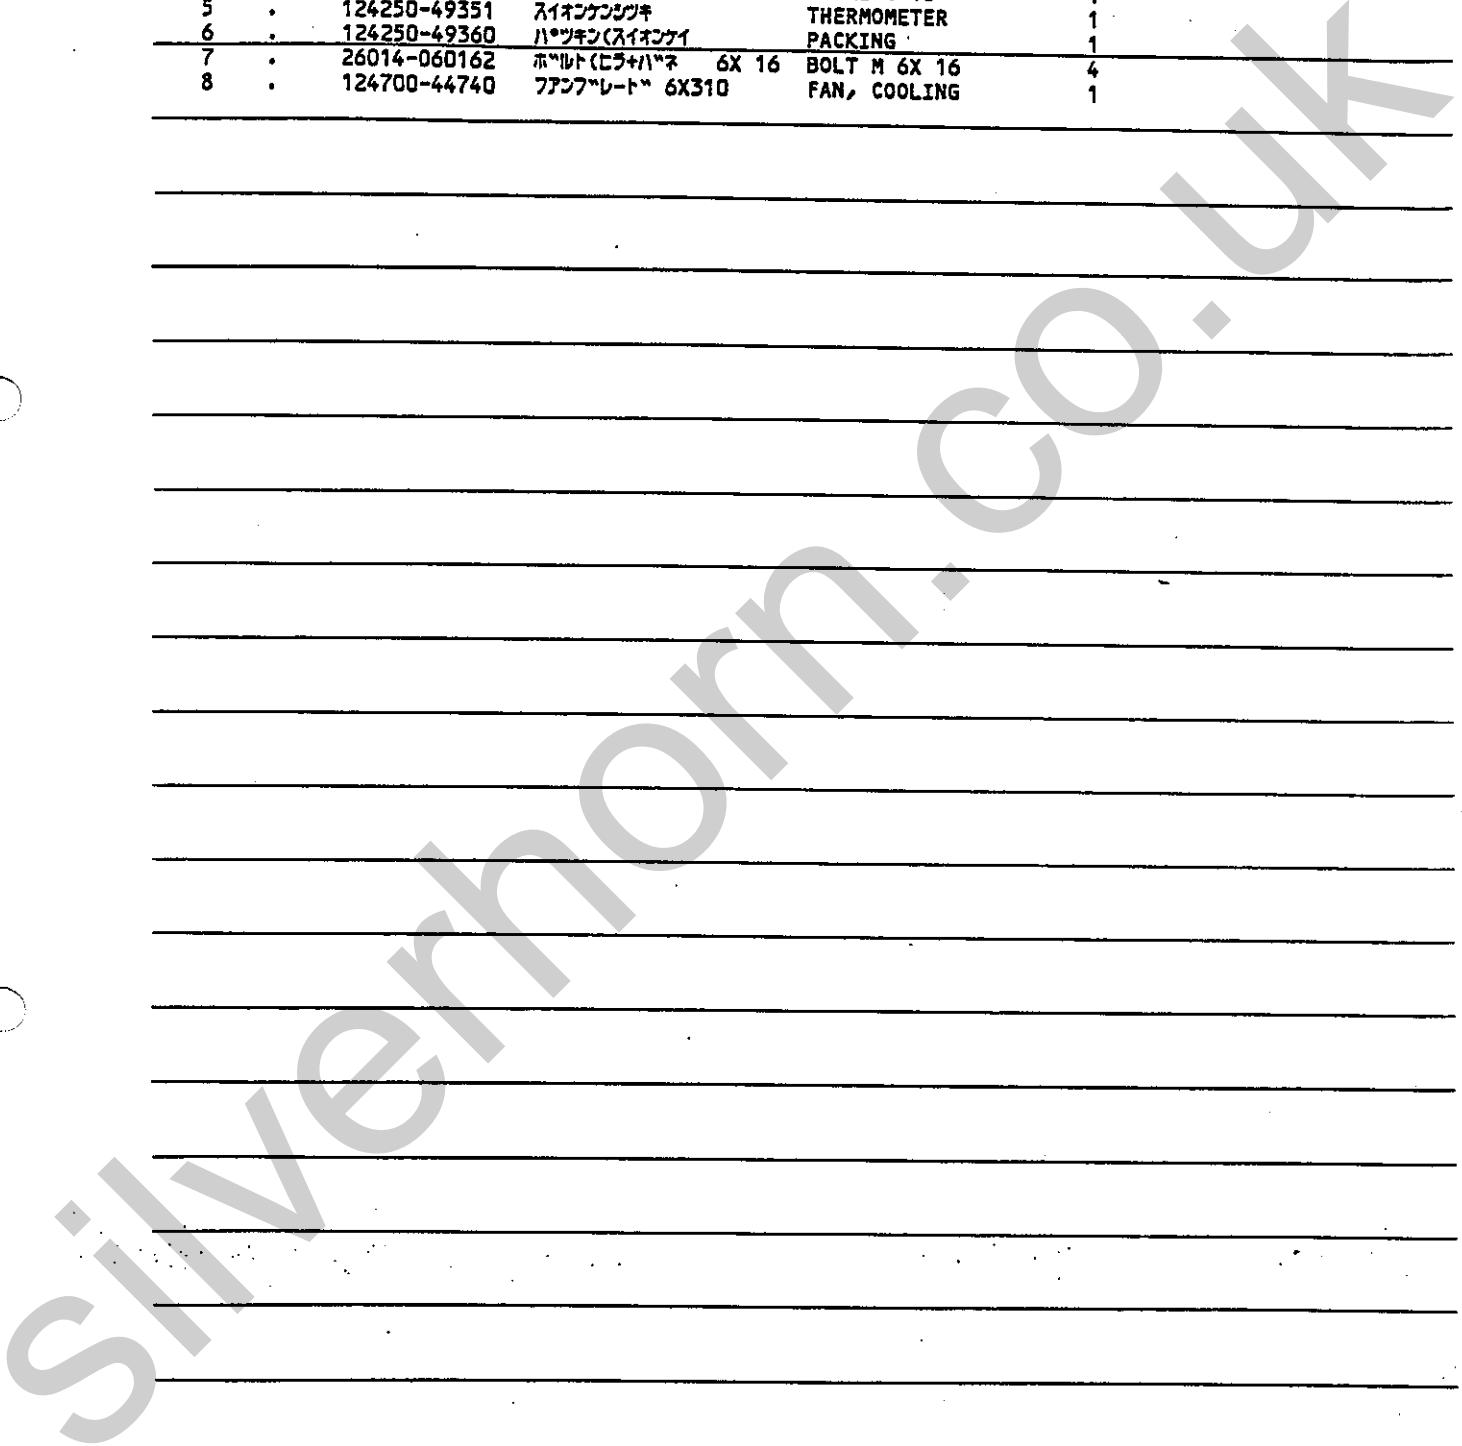 5 . 124250-49351 スイオンケンシツキ THERMOMETER 1
6 . 124250-49360 パツキン(スイオンケイ PACKING 1
7 . 26014-060162 ボルト(ヒラ+バネ 6X 16 BOLT M 6X 16 4
8 . 124700-44740 フアンブレード 6X310 FAN, COOLING 1
silverhorn.co.uk